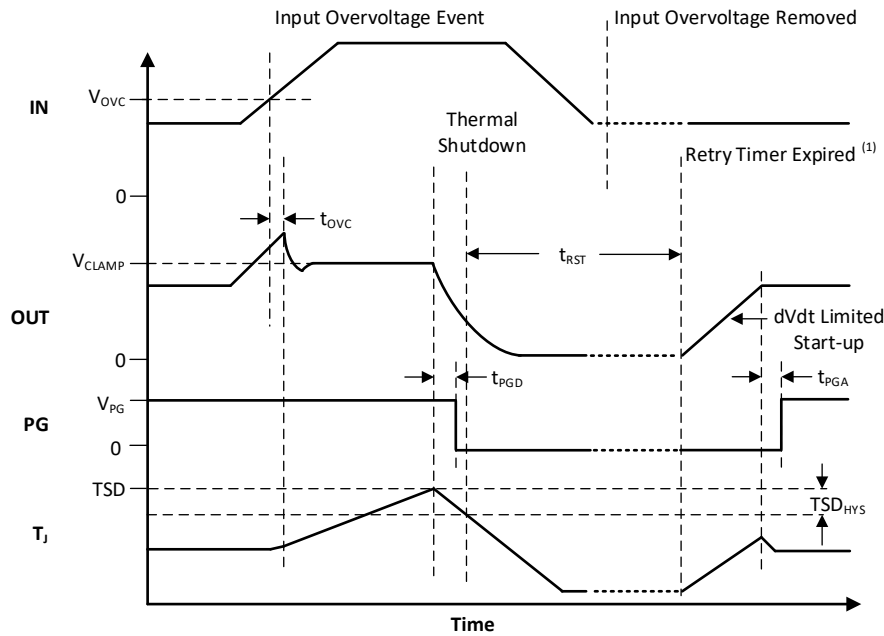 Input Overvoltage Event
Input Overvoltage Removed
IN
V_OVC
Thermal
Shutdown
Retry Timer Expired (1)
0
t_OVC
V_CLAMP
t_RST
OUT
dVdt Limited
Start-up
0
t_PGD
t_PGA
V_PG
PG
0
TSD
TSD_HYS
T_J
Time